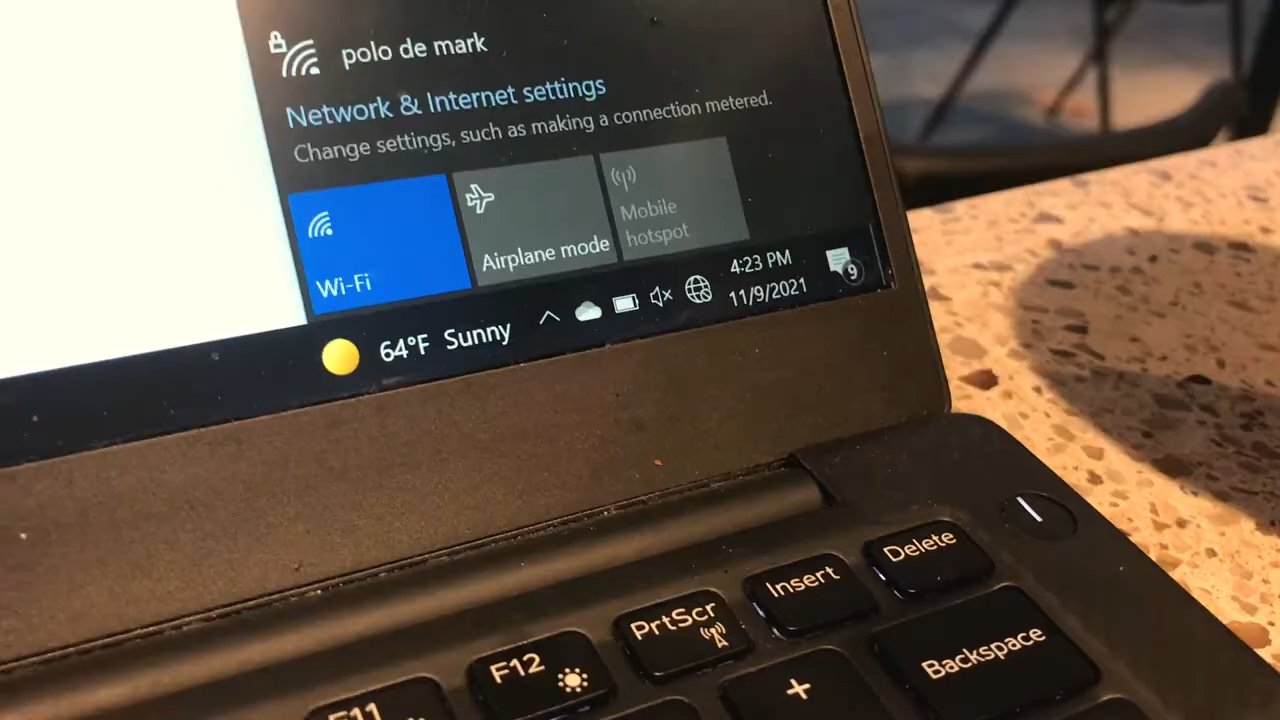 polo de mark
Network & Internet settings
Change settings, such as making a connection metered.
Wi-Fi
Airplane mode
Mobile
hotspot
64°F Sunny
4:23 PM
11/9/2021
9
Delete
Insert
PrtScr
F12
F11
Backspace
+